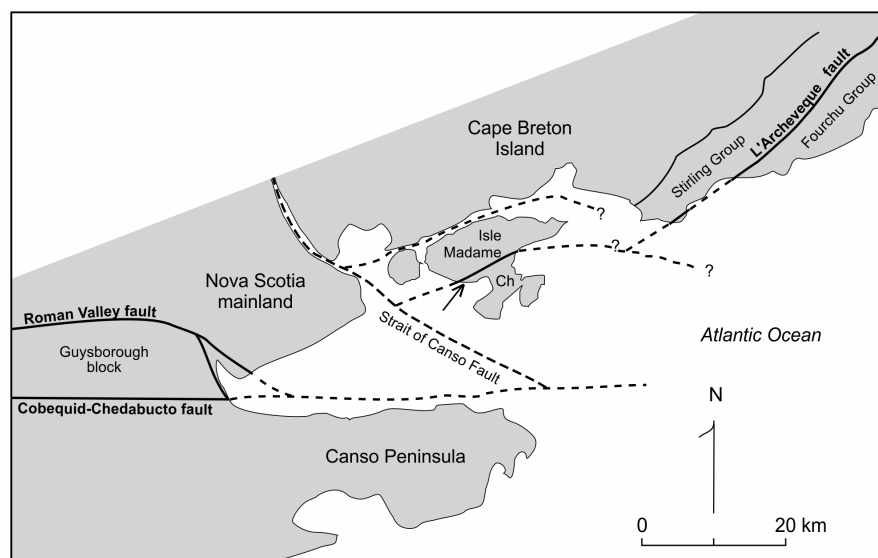 Cape Breton
Island
L'Archeveque fault
Fourchu Group
Stirling Group
?
Isle
Madame
?
?
Ch
Nova Scotia
mainland
Roman Valley fault
Strait of Canso Fault
Guysborough
block
Atlantic Ocean
Cobequid-Chedabucto fault
N
Canso Peninsula
0 20 km